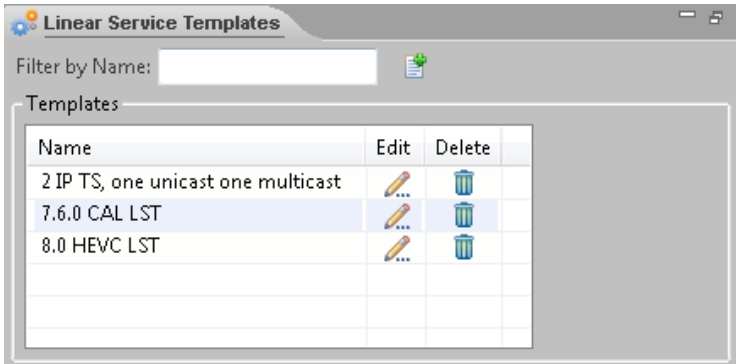 Linear Service Templates
Filter by Name:
Templates
Name Edit Delete
2 IP TS, one unicast one multicast
7.6.0 CAL LST
8.0 HEVC LST